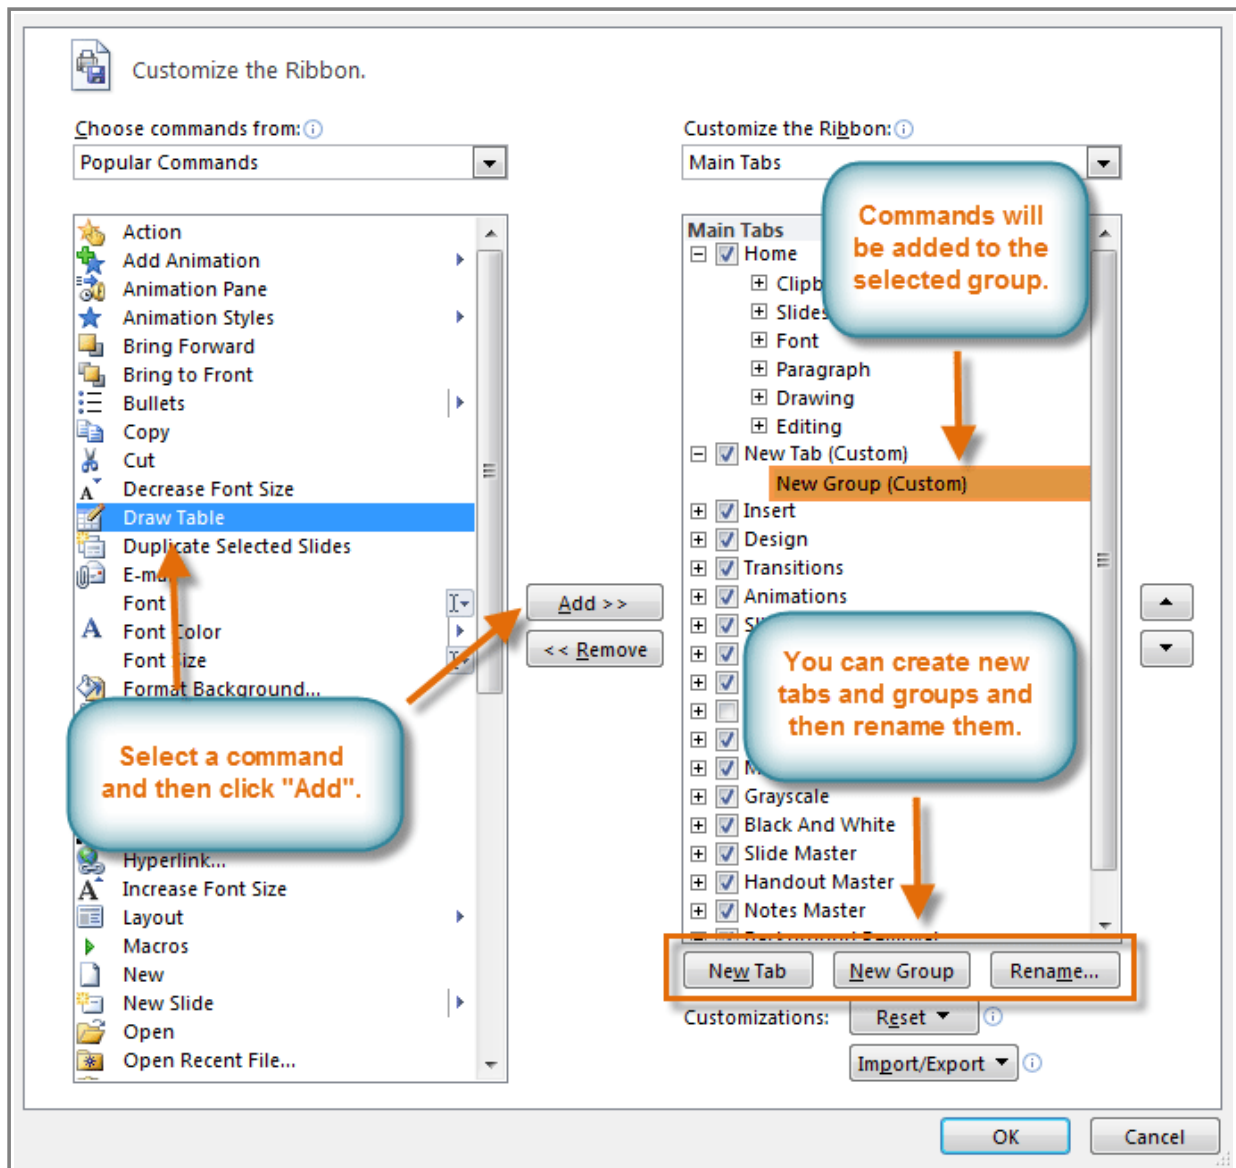 Customize the Ribbon.
Choose commands from:
Popular Commands
Action
Add Animation
Animation Pane
Animation Styles
Bring Forward
Bring to Front
Bullets
Copy
Cut
Decrease Font Size
Draw Table
Duplicate Selected Slides
Font
Font Color
Font Size
Format Background...
Select a command
and then click "Add".
Hyperlink...
Increase Font Size
Layout
Macros
New
New Slide
Open
Open Recent File...
Add >>
<< Remove
Customize the Ribbon:
Main Tabs
Commands will
be added to the
selected group.
Main Tabs
Home
Slides
Font
Paragraph
Drawing
Editing
New Tab (Custom)
New Group (Custom)
Insert
Design
Transitions
Animations
You can create new
tabs and groups and
then rename them.
Grayscale
Black And White
Slide Master
Handout Master
Notes Master
New Tab
New Group
Rename...
Customizations:
Reset
Import/Export
OK
Cancel